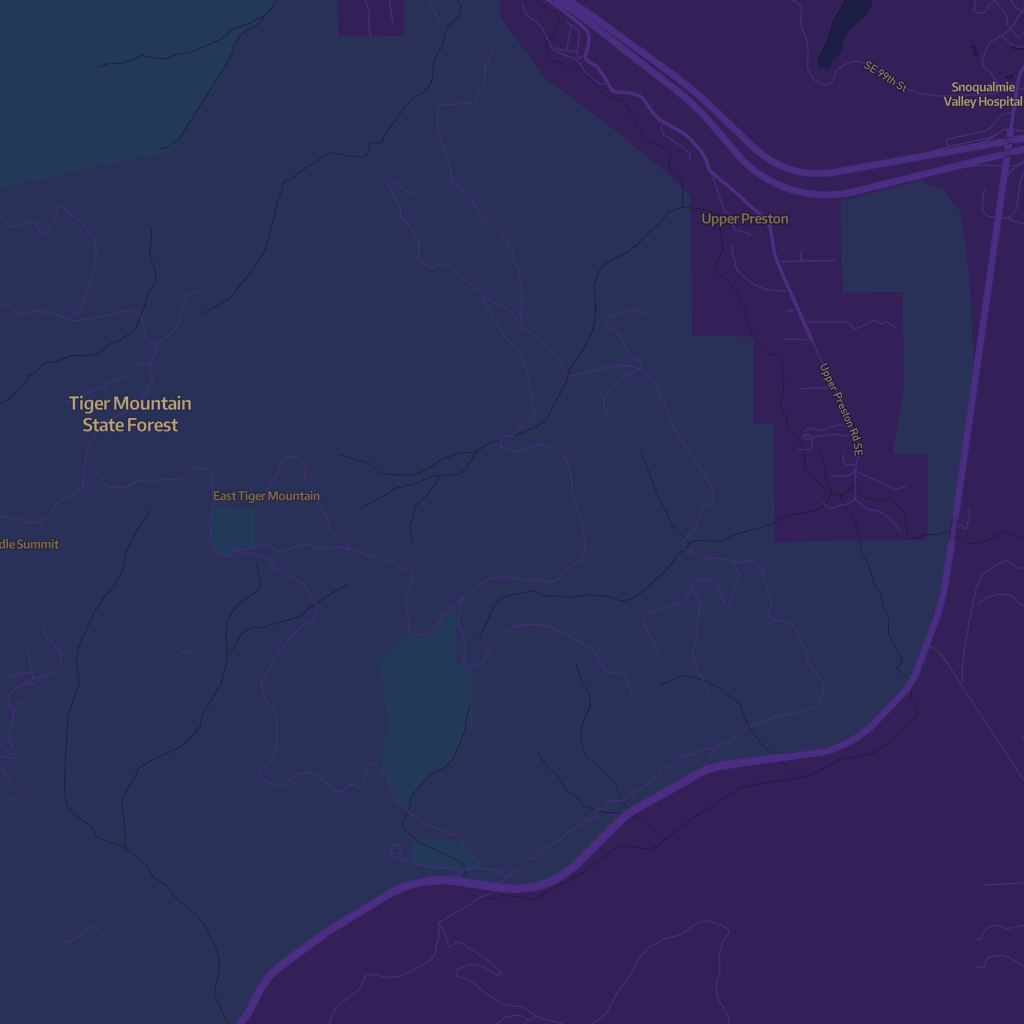 SE 99th St
Snoqualmie
Valley Hospital
Upper Preston
Upper Preston Rd SE
Tiger Mountain
State Forest
East Tiger Mountain
dle Summit